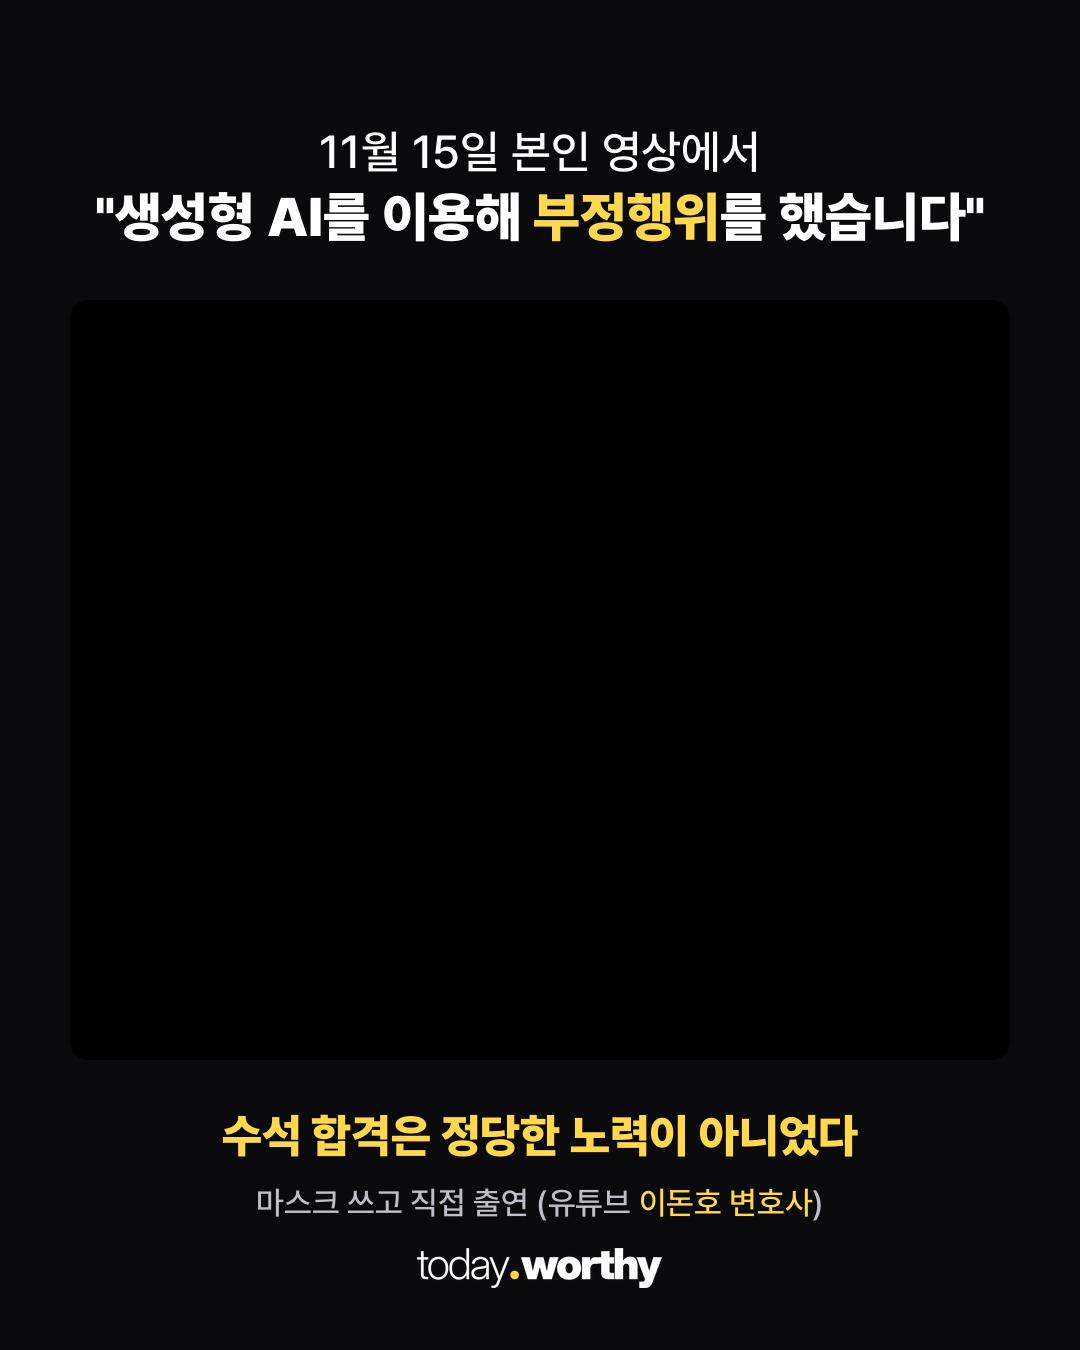 11월 15일 본인 영상에서
"생성형 AI를 이용해 부정행위를 했습니다"
수석 합격은 정당한 노력이 아니었다
마스크 쓰고 직접 출연 (유튜브 이돈호 변호사)
today.worthy